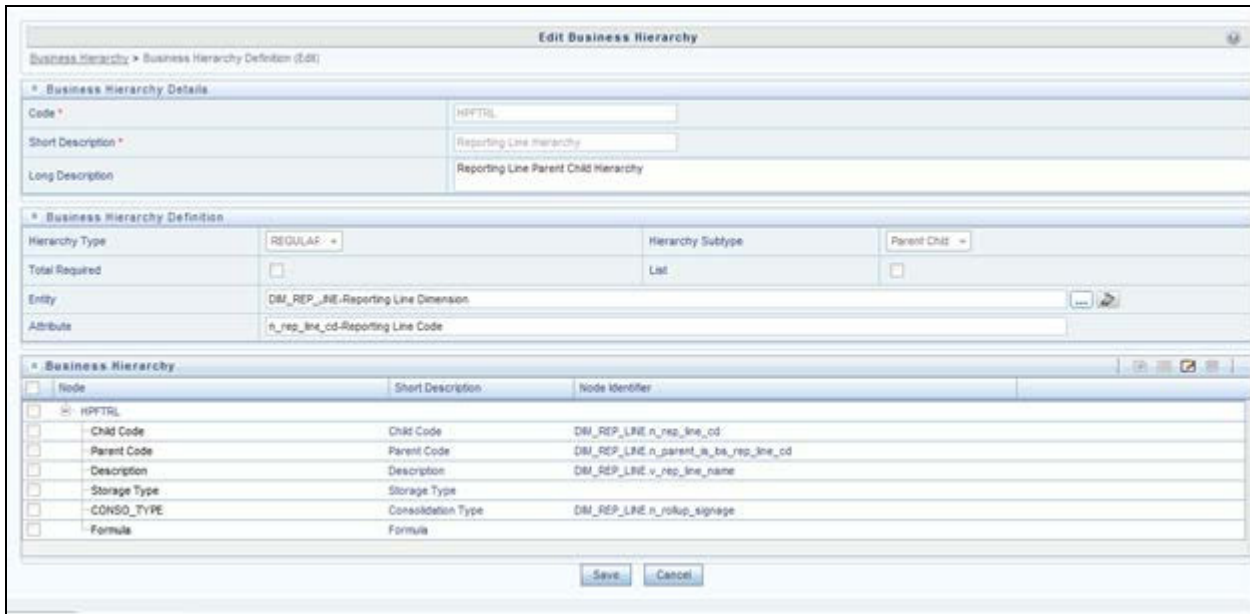 Edit Business Hierarchy
Business Hierarchy > Business Hierarchy Definition (Edit)
Business Hierarchy Details
Code *
HPFTRL
Short Description *
Reporting Line Hierarchy
Long Description
Reporting Line Parent Child Hierarchy
Business Hierarchy Definition
Hierarchy Type
REGULAR
Hierarchy Subtype
Parent Child
Total Required
List
Entity
DIM_REP_LINE-Reporting Line Dimension
...
Attribute
n_rep_line_cd-Reporting Line Code
Business Hierarchy
Node Short Description Node Identifier
HPFTRL
Child Code Child Code DIM_REP_LINE.n_rep_line_cd
Parent Code Parent Code DIM_REP_LINE.n_parent_is_bs_rep_line_cd
Description Description DIM_REP_LINE.v_rep_line_name
Storage Type Storage Type
CONSO_TYPE Consolidation Type DIM_REP_LINE.n_rollup_signage
Formula Formula
Save Cancel